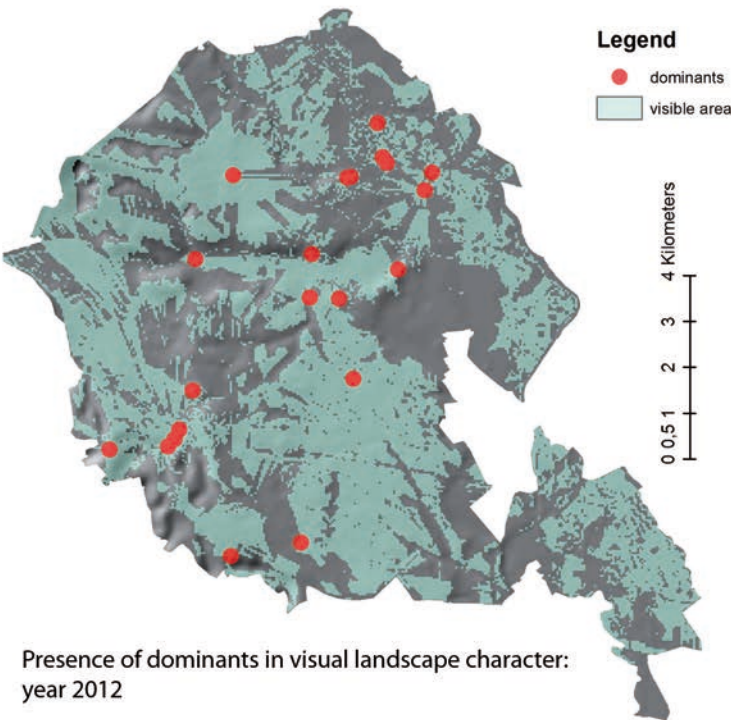 Legend
dominants
visible area
4 Kilometers
3
2
0 0,5 1
Presence of dominants in visual landscape character:
year 2012